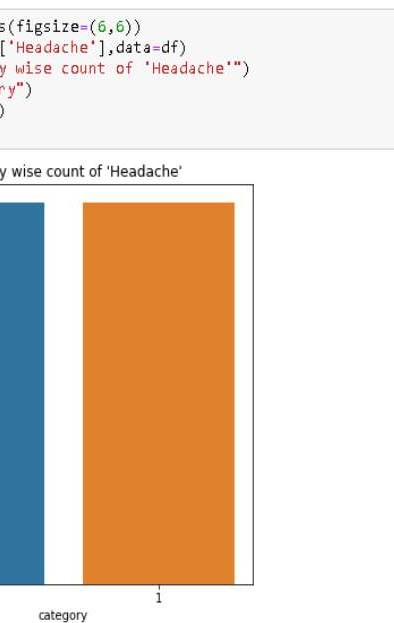 s(figsize=(6,6))
['Headache'],data=df)
y wise count of 'Headache'")
ry")
)
y wise count of 'Headache'
1
category